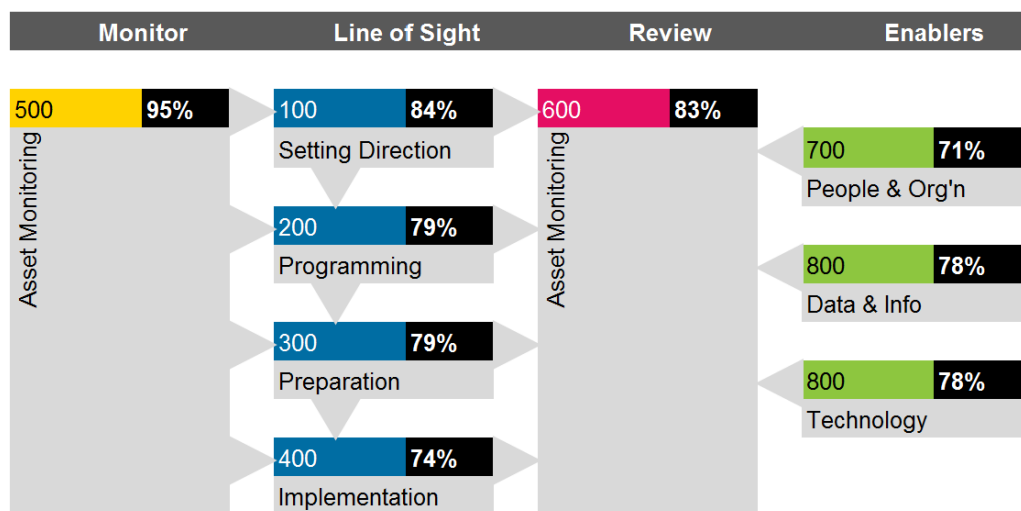 Monitor Line of Sight Review Enablers
500 95%
Asset Monitoring
100 84%
Setting Direction
200 79%
Programming
300 79%
Preparation
400 74%
Implementation
600 83%
Asset Monitoring
700 71%
People & Org'n
800 78%
Data & Info
800 78%
Technology